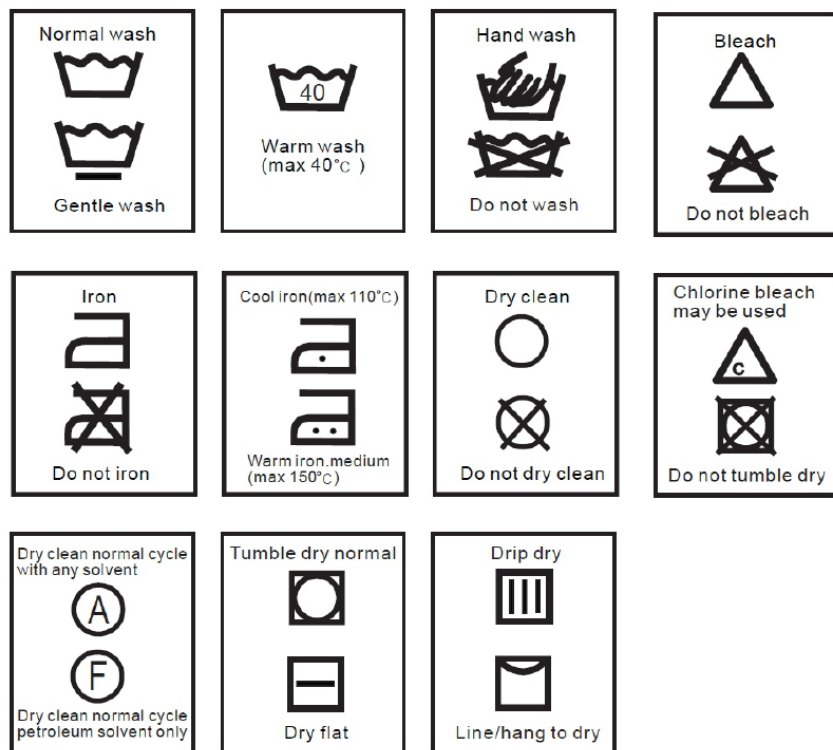 Normal wash
Gentle wash
40
Warm wash
(max 40°C )
Hand wash
Do not wash
Bleach
Do not bleach
Iron
Do not iron
Cool iron(max 110°C)
Warm iron.medium
(max 150°C)
Dry clean
Do not dry clean
Chlorine bleach
may be used
C
Do not tumble dry
Dry clean normal cycle
with any solvent
A
F
Dry clean normal cycle
petroleum solvent only
Tumble dry normal
Dry flat
Drip dry
Line/hang to dry